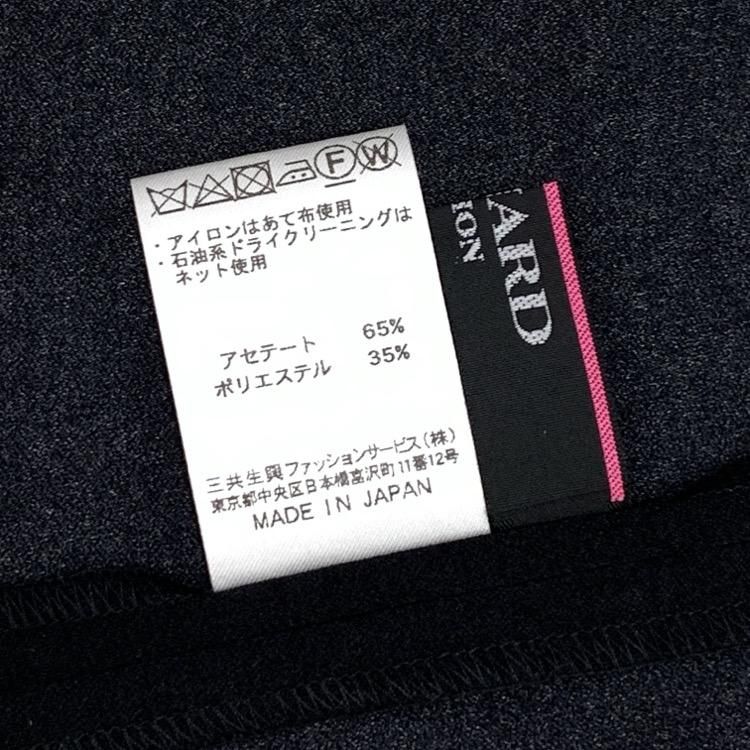 F W
・アイロンはあて布使用
・石油系ドライクリーニングは
ネット使用
アセテート 65%
ポリエステル 35%
三共生興ファッションサービス(株)
東京都中央区日本橋富沢町11番12号
MADE IN JAPAN
ARD
ION